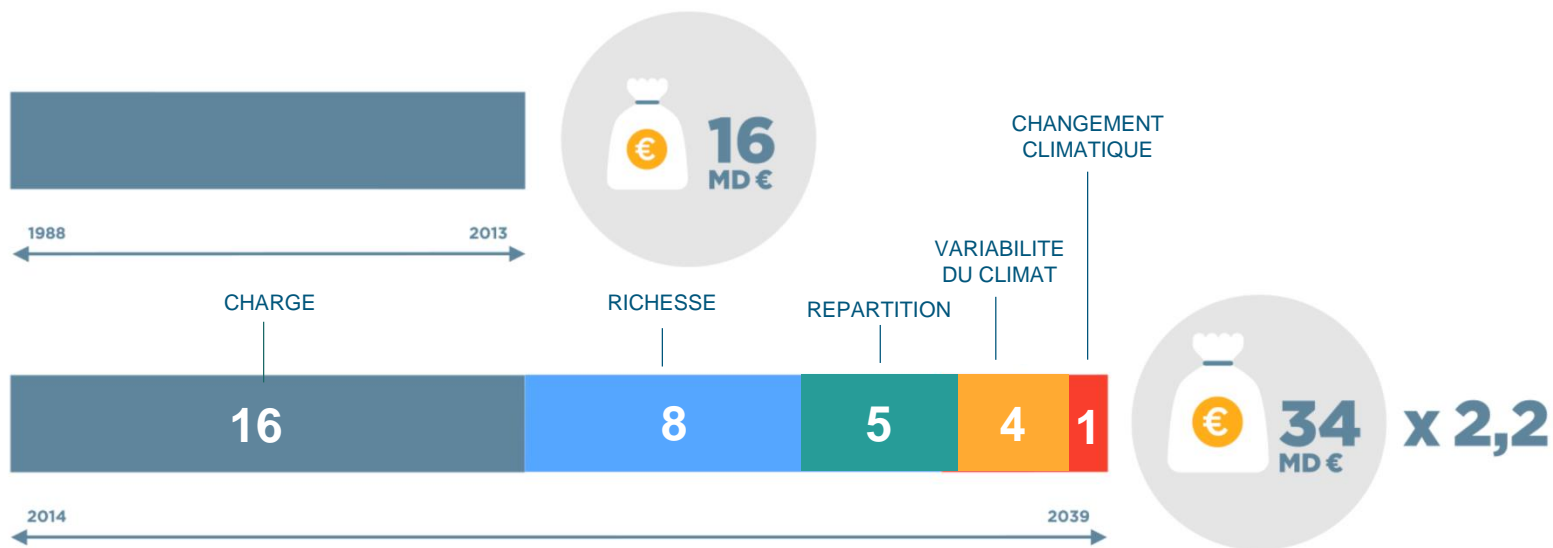 €
16
MD €
1988
2013
CHANGEMENT
CLIMATIQUE
VARIABILITE
DU CLIMAT
CHARGE
RICHESSE
REPARTITION
16
8
5
4
1
€
34
MD €
x 2,2
2014
2039